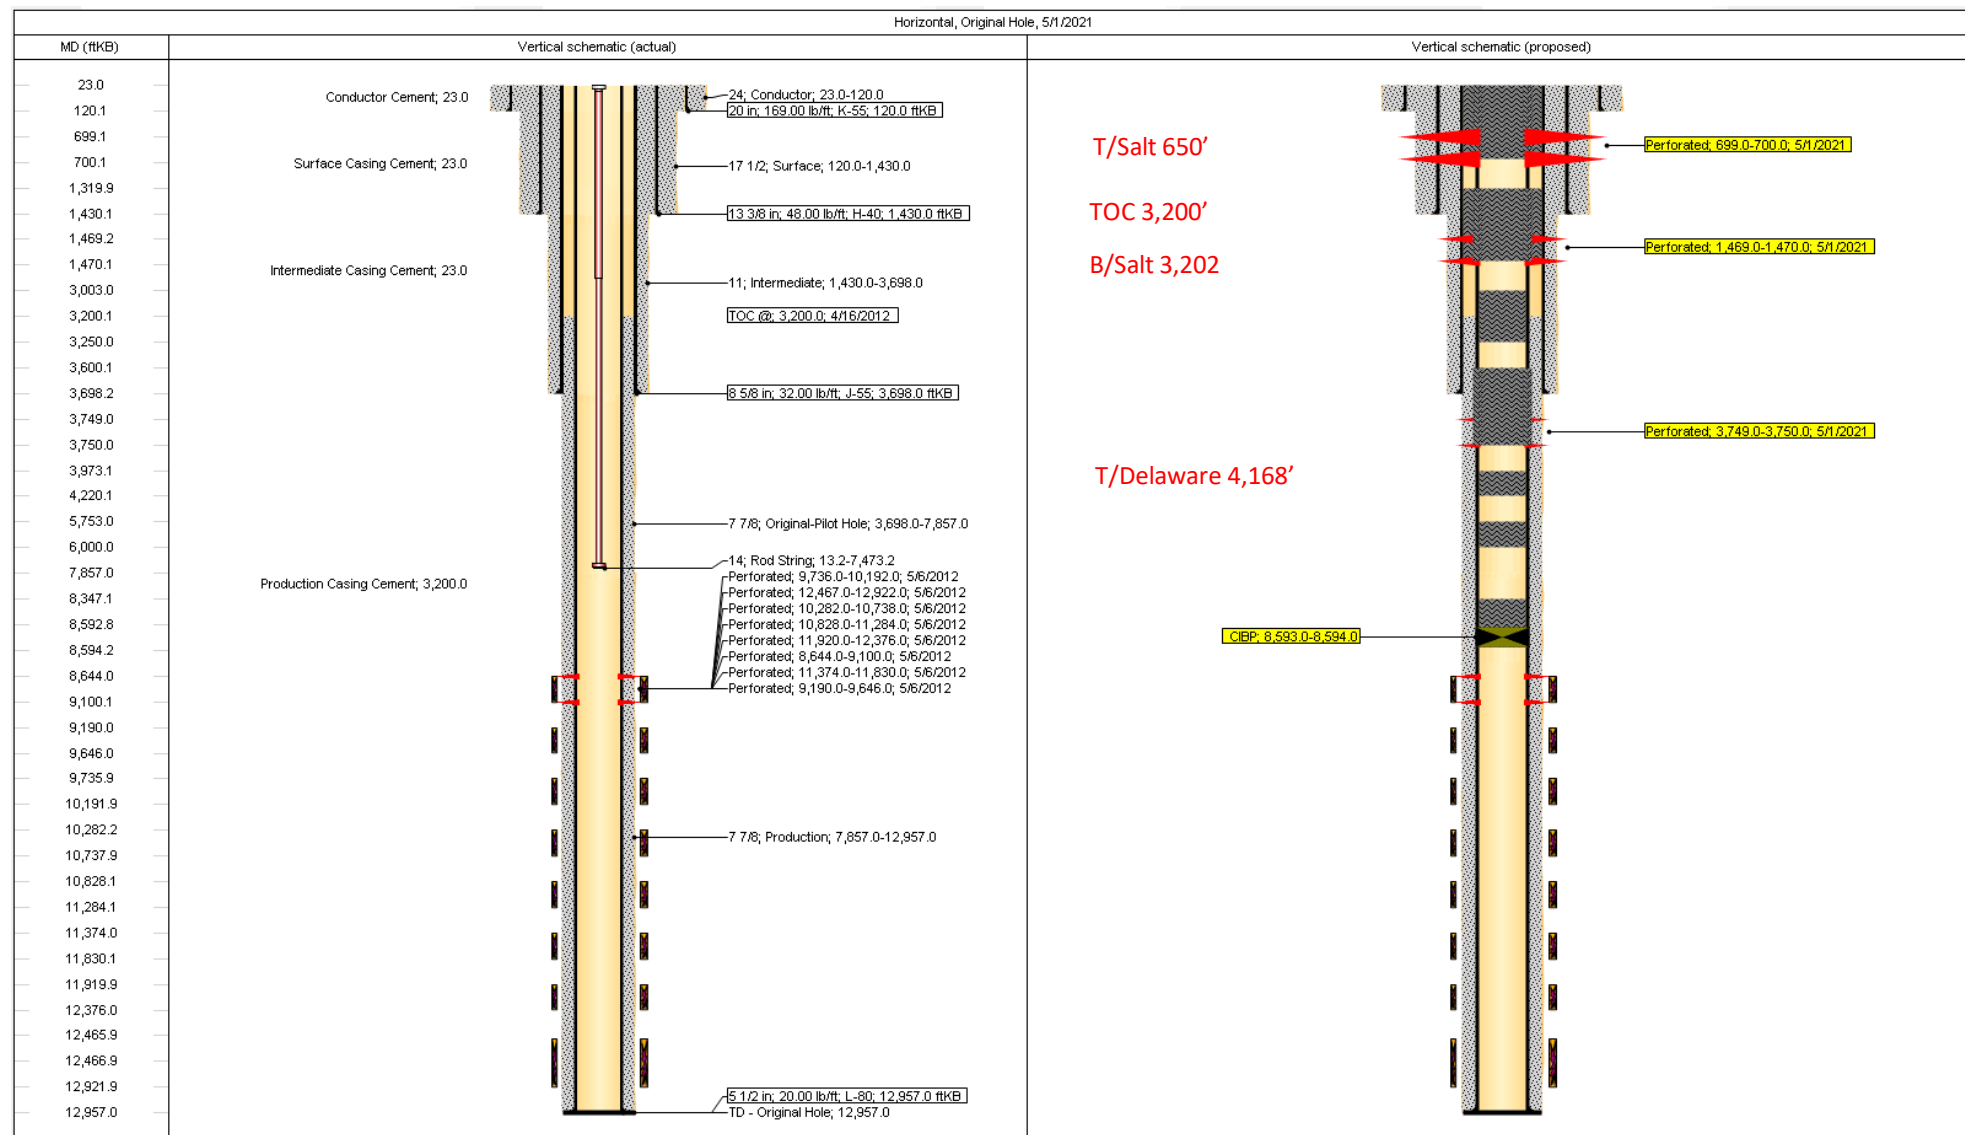 Horizontal, Original Hole, 5/1/2021
MD (ftKB)
Vertical schematic (actual)
Vertical schematic (proposed)
23.0
120.1
699.1
700.1
1,319.9
1,430.1
1,469.2
1,470.1
3,003.0
3,200.1
3,250.0
3,600.1
3,698.2
3,749.0
3,750.0
3,973.1
4,220.1
5,753.0
6,000.0
7,857.0
8,347.1
8,592.8
8,594.2
8,644.0
9,100.1
9,190.0
9,646.0
9,735.9
10,191.9
10,282.2
10,737.9
10,828.1
11,284.1
11,374.0
11,830.1
11,919.9
12,376.0
12,465.9
12,466.9
12,921.9
12,957.0
Conductor Cement; 23.0
Surface Casing Cement; 23.0
Intermediate Casing Cement; 23.0
Production Casing Cement; 3,200.0
24; Conductor; 23.0-120.0
20 in; 169.00 lb/ft; K-55; 120.0 ftKB
17 1/2; Surface; 120.0-1,430.0
13 3/8 in; 48.00 lb/ft; H-40; 1,430.0 ftKB
11; Intermediate; 1,430.0-3,698.0
TOC @; 3,200.0; 4/16/2012
8 5/8 in; 32.00 lb/ft; J-55; 3,698.0 ftKB
7 7/8; Original-Pilot Hole; 3,698.0-7,857.0
14; Rod String; 13.2-7,473.2
Perforated; 9,736.0-10,192.0; 5/6/2012
Perforated; 12,467.0-12,922.0; 5/6/2012
Perforated; 10,282.0-10,738.0; 5/6/2012
Perforated; 10,828.0-11,284.0; 5/6/2012
Perforated; 11,920.0-12,376.0; 5/6/2012
Perforated; 8,644.0-9,100.0; 5/6/2012
Perforated; 11,374.0-11,830.0; 5/6/2012
Perforated; 9,190.0-9,646.0; 5/6/2012
7 7/8; Production; 7,857.0-12,957.0
5 1/2 in; 20.00 lb/ft; L-80; 12,957.0 ftKB
TD - Original Hole; 12,957.0
T/Salt 650’
TOC 3,200’
B/Salt 3,202
T/Delaware 4,168’
Perforated; 699.0-700.0; 5/1/2021
Perforated; 1,469.0-1,470.0; 5/1/2021
Perforated; 3,749.0-3,750.0; 5/1/2021
CIBP; 8,593.0-8,594.0